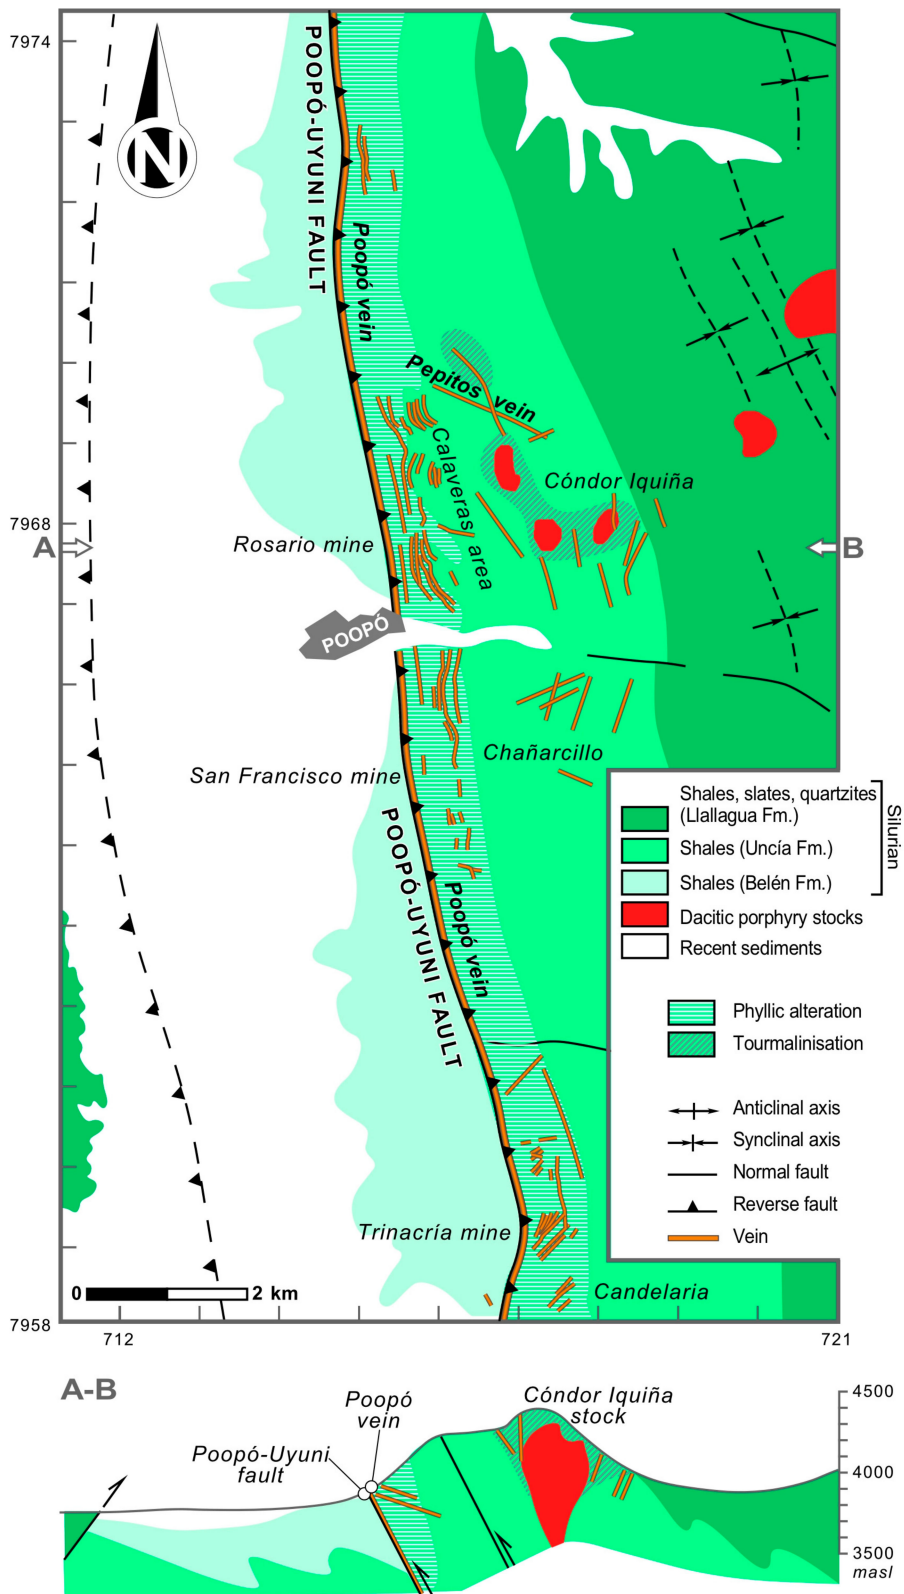 7974
N
POOPÓ-UYUNI FAULT
Poopó vein
Pepitos vein
Calaveras area
Cóndor Iquiña
7968
A
B
Rosario mine
POOPÓ
Chañarcillo
San Francisco mine
POOPÓ-UYUNI FAULT
Poopó vein
Shales, slates, quartzites
(Llallagua Fm.)
Shales (Uncía Fm.)
Shales (Belén Fm.)
Silurian
Dacitic porphyry stocks
Recent sediments
Phyllic alteration
Tourmalinisation
Anticlinal axis
Synclinal axis
Normal fault
Reverse fault
Vein
Trinacría mine
Candelaria
0
2 km
7958
712
721
A-B
Cóndor Iquiña
stock
Poopó
vein
Poopó-Uyuni
fault
4500
4000
3500
masl